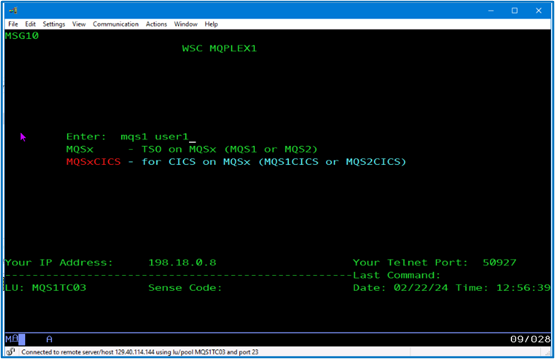 File Edit Settings View Communication Actions Window Help
MSG10
WSC MQPLEX1
Enter: mqs1 user1_
MQSx - TSO on MQSx (MQS1 or MQS2)
MQSxCICS - for CICS on MQSx (MQS1CICS or MQS2CICS)
Your IP Address: 198.18.0.8 Your Telnet Port: 50927
--------------------------------------------------Last Command:
LU: MQS1TC03 Sense Code: Date: 02/22/24 Time: 12:56:39
A 09/028
Connected to remote server/host 129.40.114.144 using lu/pool MQS1TC03 and port 23